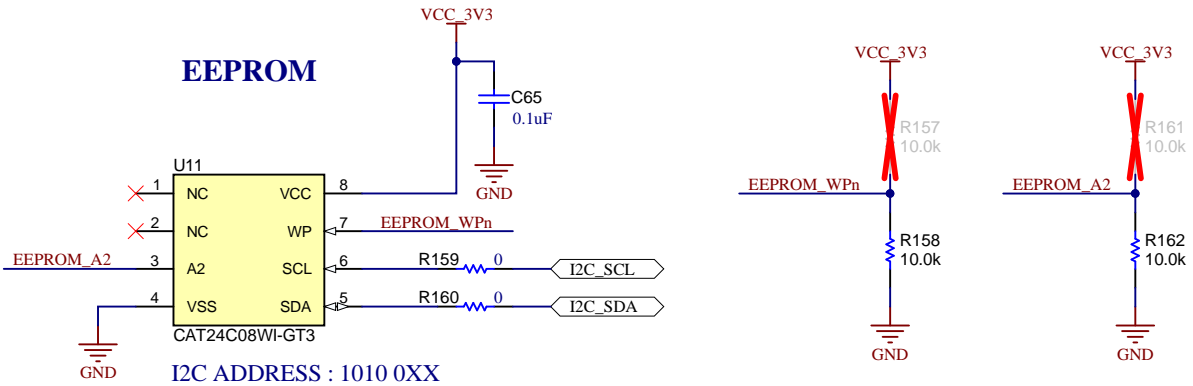 VCC_3V3
EEPROM
C65
0.1uF
GND
U11
1 NC VCC 8
2 NC WP 7 EEPROM_WPn
EEPROM_A2 3 A2 SCL 6 R159 0 I2C_SCL
4 VSS SDA 5 R160 0 I2C_SDA
CAT24C08WI-GT3
GND
I2C ADDRESS : 1010 0XX
VCC_3V3
R157
10.0k
EEPROM_WPn
R158
10.0k
GND
VCC_3V3
R161
10.0k
EEPROM_A2
R162
10.0k
GND